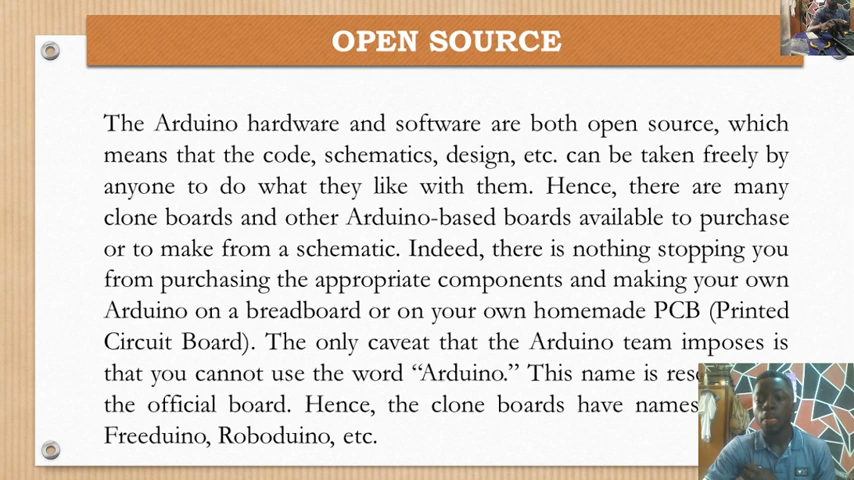 OPEN SOURCE
The Arduino hardware and software are both open source, which
means that the code, schematics, design, etc. can be taken freely by
anyone to do what they like with them. Hence, there are many
clone boards and other Arduino-based boards available to purchase
or to make from a schematic. Indeed, there is nothing stopping you
from purchasing the appropriate components and making your own
Arduino on a breadboard or on your own homemade PCB (Printed
Circuit Board). The only caveat that the Arduino team imposes is
that you cannot use the word “Arduino.” This name is
the official board. Hence, the clone boards have names
Freeduino, Roboduino, etc.